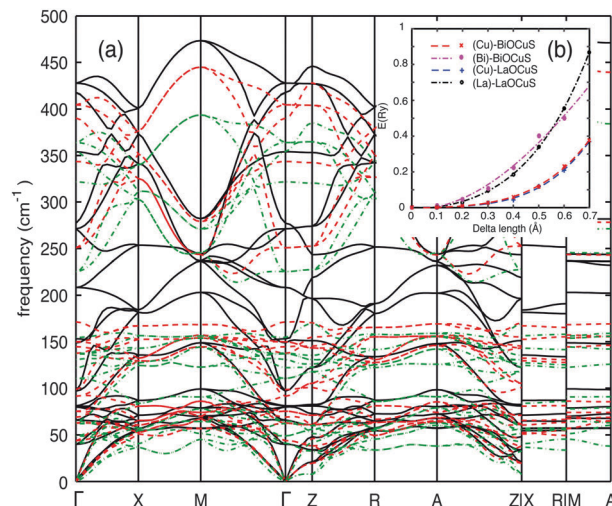 (a)
(b)
500
450
400
350
300
250
200
150
100
50
0
frequency (cm-1)
Γ X M Γ Z R A Z|X R|M A
1
0.8
0.6
0.4
0.2
0
E(Ry)
(Cu)-BiOCuS
(Bi)-BiOCuS
(Cu)-LaOCuS
(La)-LaOCuS
0 0.1 0.2 0.3 0.4 0.5 0.6 0.7
Delta length (Å)